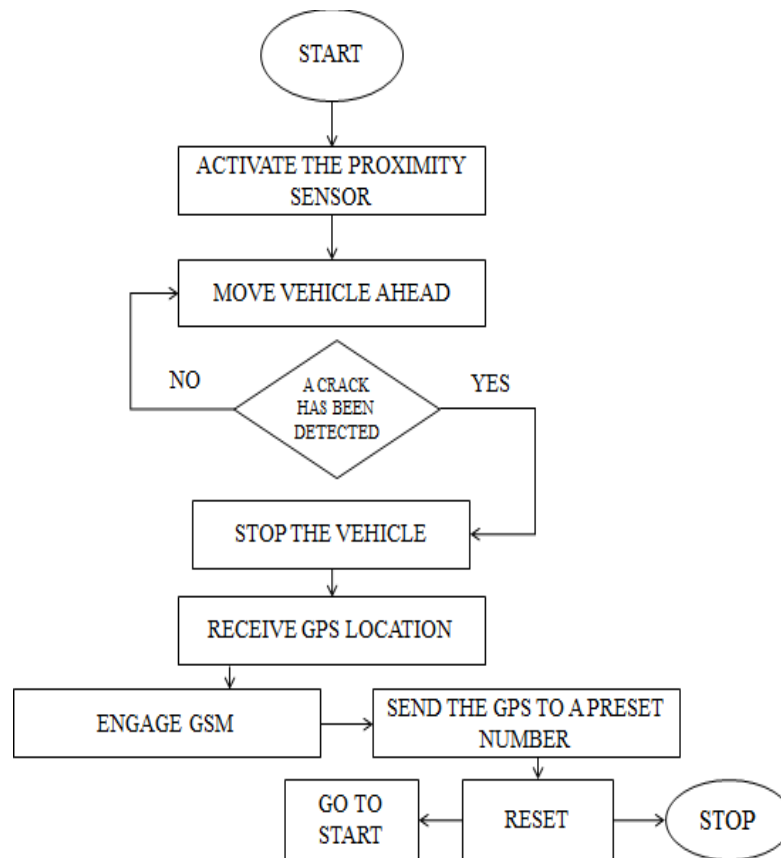 START
ACTIVATE THE PROXIMITY
SENSOR
MOVE VEHICLE AHEAD
NO
YES
A CRACK
HAS BEEN
DETECTED
STOP THE VEHICLE
RECEIVE GPS LOCATION
ENGAGE GSM
SEND THE GPS TO A PRESET
NUMBER
GO TO
START
RESET
STOP